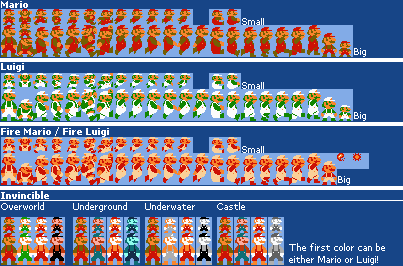 Mario
Small
Big
Luigi
Small
Big
Fire Mario / Fire Luigi
Small
Big
Invincible
Overworld Underground Underwater Castle
The first color can be
either Mario or Luigi!